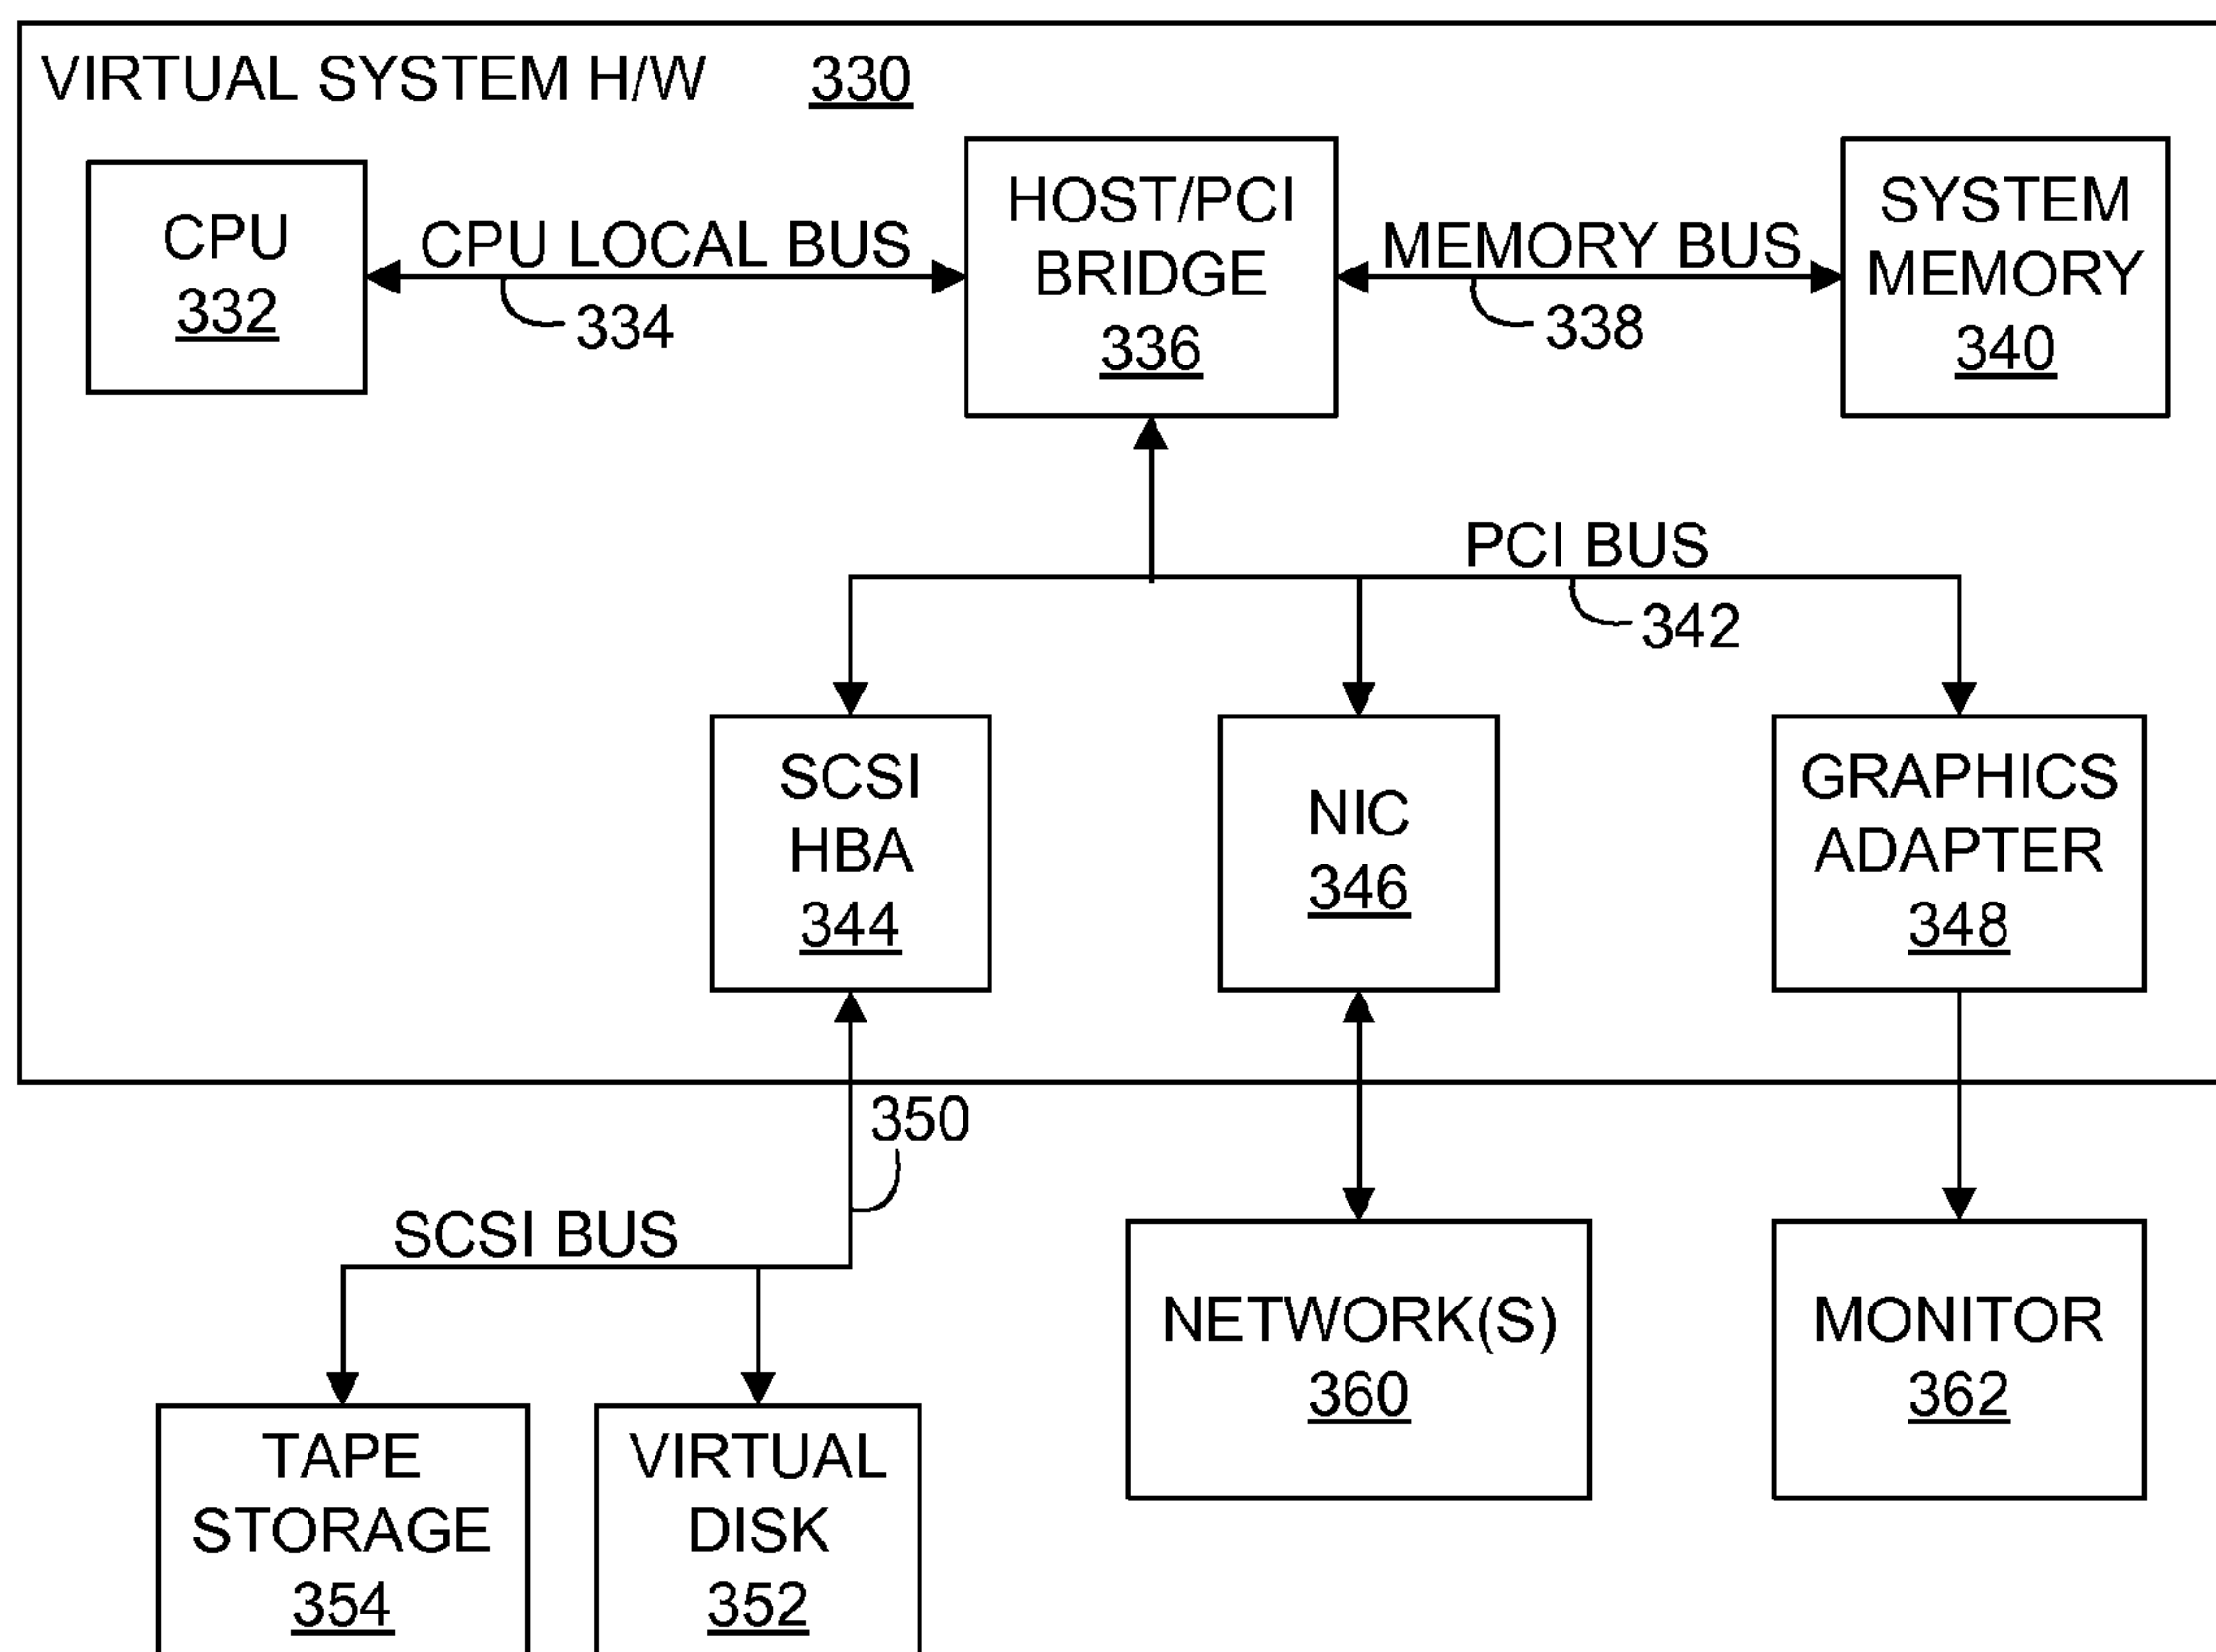 VIRTUAL SYSTEM H/W 330
CPU
332
CPU LOCAL BUS
334
HOST/PCI
BRIDGE
336
MEMORY BUS
338
SYSTEM
MEMORY
340
PCI BUS
342
SCSI
HBA
344
NIC
346
GRAPHICS
ADAPTER
348
350
SCSI BUS
TAPE
STORAGE
354
VIRTUAL
DISK
352
NETWORK(S)
360
MONITOR
362